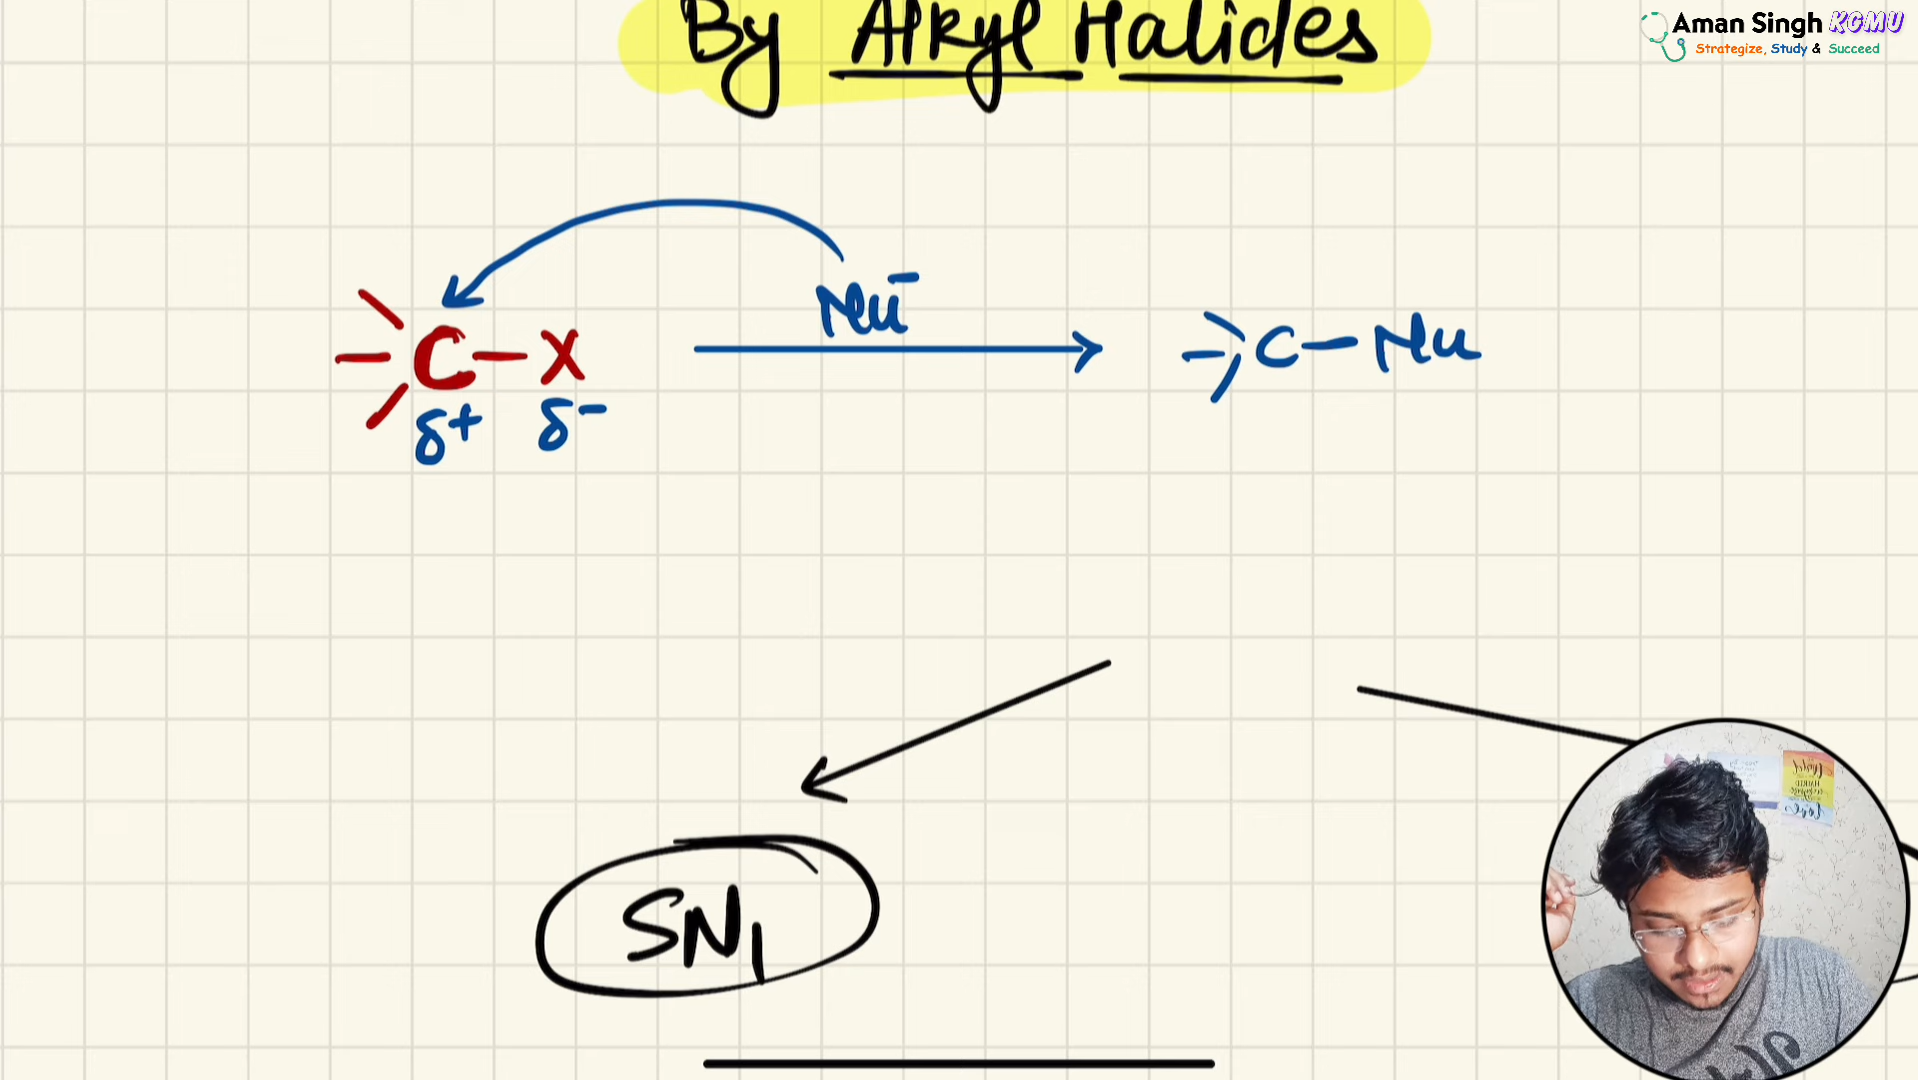 By Alkyl Halides
Aman Singh KGMU
Strategize, Study & Succeed
Nu⁻
C – X
C – Nu
δ+ δ-
SN₁